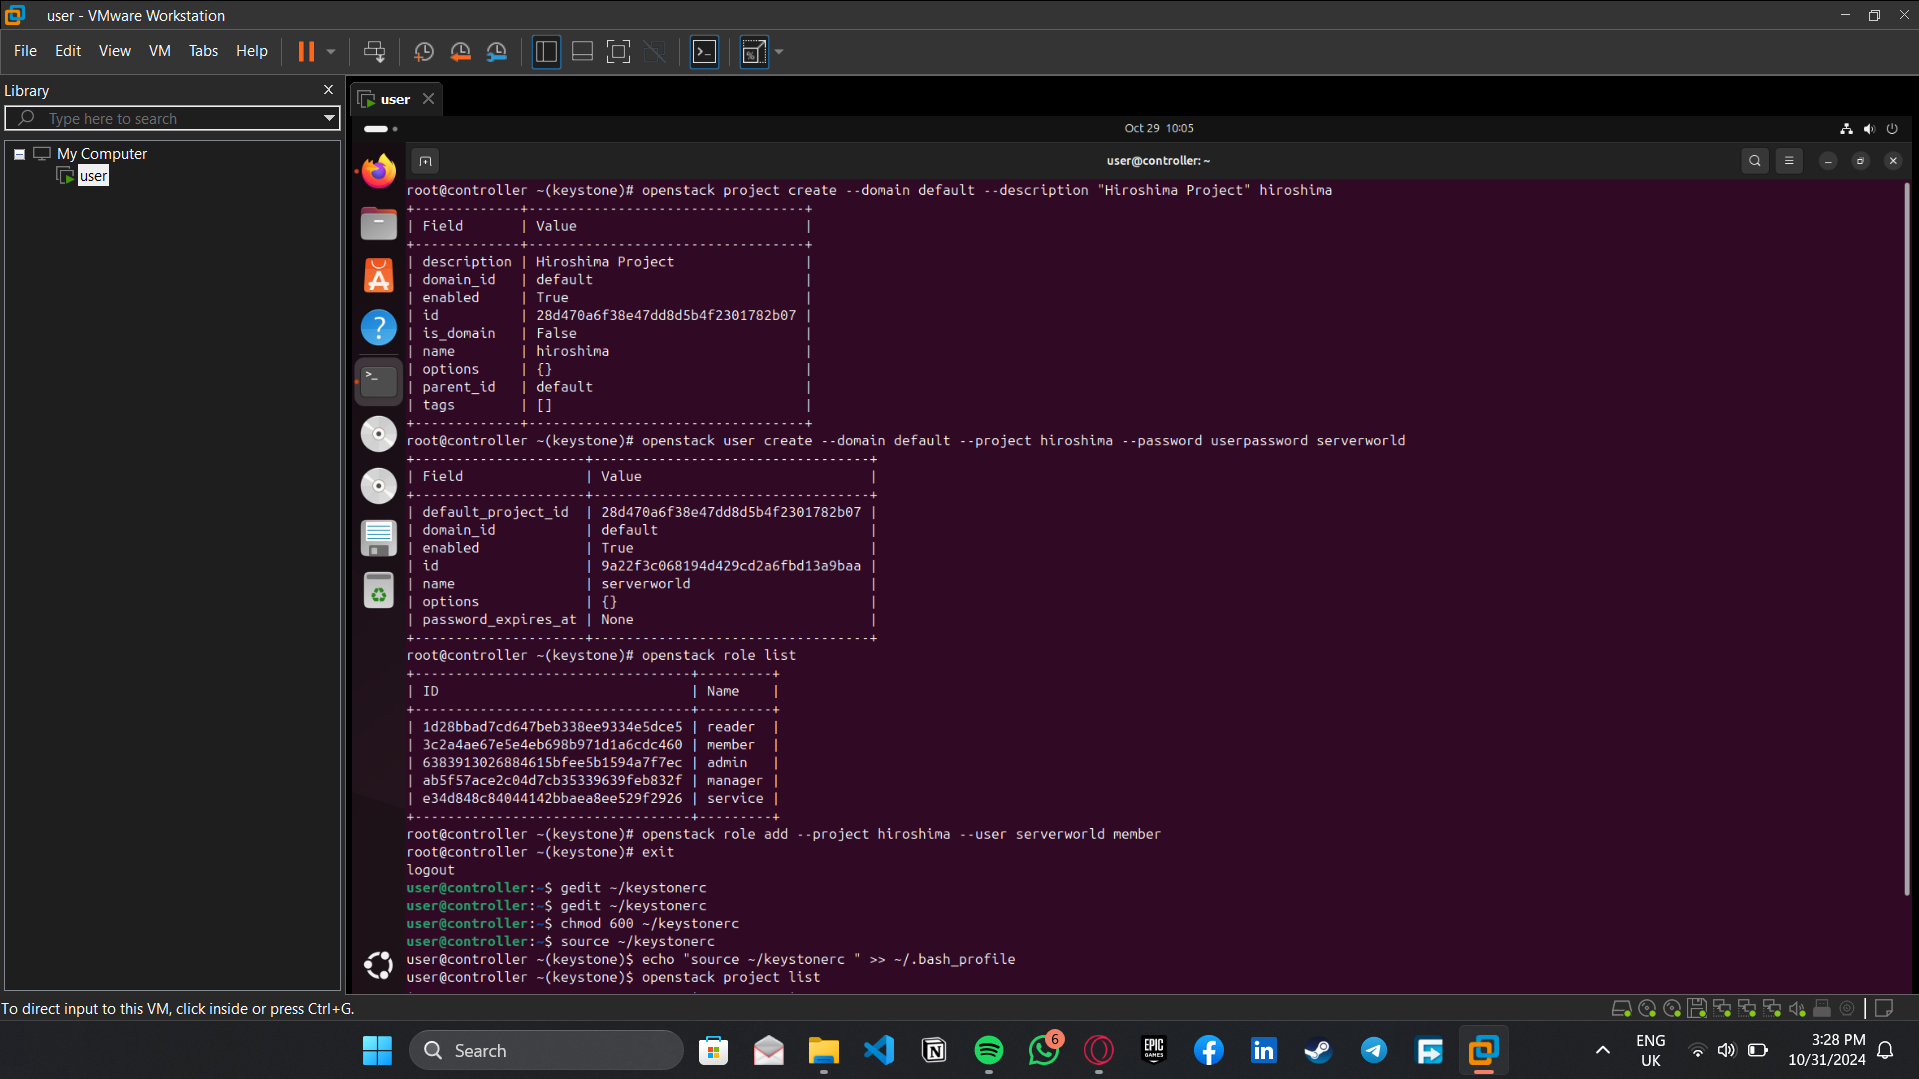 user - VMware Workstation
File Edit View VM Tabs Help
Library
Type here to search
My Computer
user
user
Oct 29 10:05
user@controller: ~
root@controller ~(keystone)# openstack project create --domain default --description "Hiroshima Project" hiroshima
+-------------+----------------------------------+
| Field       | Value                            |
+-------------+----------------------------------+
| description | Hiroshima Project                |
| domain_id   | default                          |
| enabled     | True                             |
| id          | 28d470a6f38e47dd8d5b4f2301782b07 |
| is_domain   | False                            |
| name        | hiroshima                        |
| options     | {}                               |
| parent_id   | default                          |
| tags        | []                               |
+-------------+----------------------------------+
root@controller ~(keystone)# openstack user create --domain default --project hiroshima --password userpassword serverworld
+---------------------+----------------------------------+
| Field               | Value                            |
+---------------------+----------------------------------+
| default_project_id  | 28d470a6f38e47dd8d5b4f2301782b07 |
| domain_id           | default                          |
| enabled             | True                             |
| id                  | 9a22f3c068194d429cd2a6fbd13a9baa |
| name                | serverworld                      |
| options             | {}                               |
| password_expires_at | None                             |
+---------------------+----------------------------------+
root@controller ~(keystone)# openstack role list
+----------------------------------+---------+
| ID                               | Name    |
+----------------------------------+---------+
| 1d28bbad7cd647beb338ee9334e5dce5 | reader  |
| 3c2a4ae67e5e4eb698b971d1a6cdc460 | member  |
| 6383913026884615bfee5b1594a7f7ec | admin   |
| ab5f57ace2c04d7cb35339639feb832f | manager |
| e34d848c84044142bbaea8ee529f2926 | service |
+----------------------------------+---------+
root@controller ~(keystone)# openstack role add --project hiroshima --user serverworld member
root@controller ~(keystone)# exit
logout
user@controller:~$ gedit ~/keystonerc
user@controller:~$ gedit ~/keystonerc
user@controller:~$ chmod 600 ~/keystonerc
user@controller:~$ source ~/keystonerc
user@controller ~(keystone)$ echo "source ~/keystonerc " >> ~/.bash_profile
user@controller ~(keystone)$ openstack project list
To direct input to this VM, click inside or press Ctrl+G.
Search
6
EPIC GAMES
ENG
UK
3:28 PM
10/31/2024